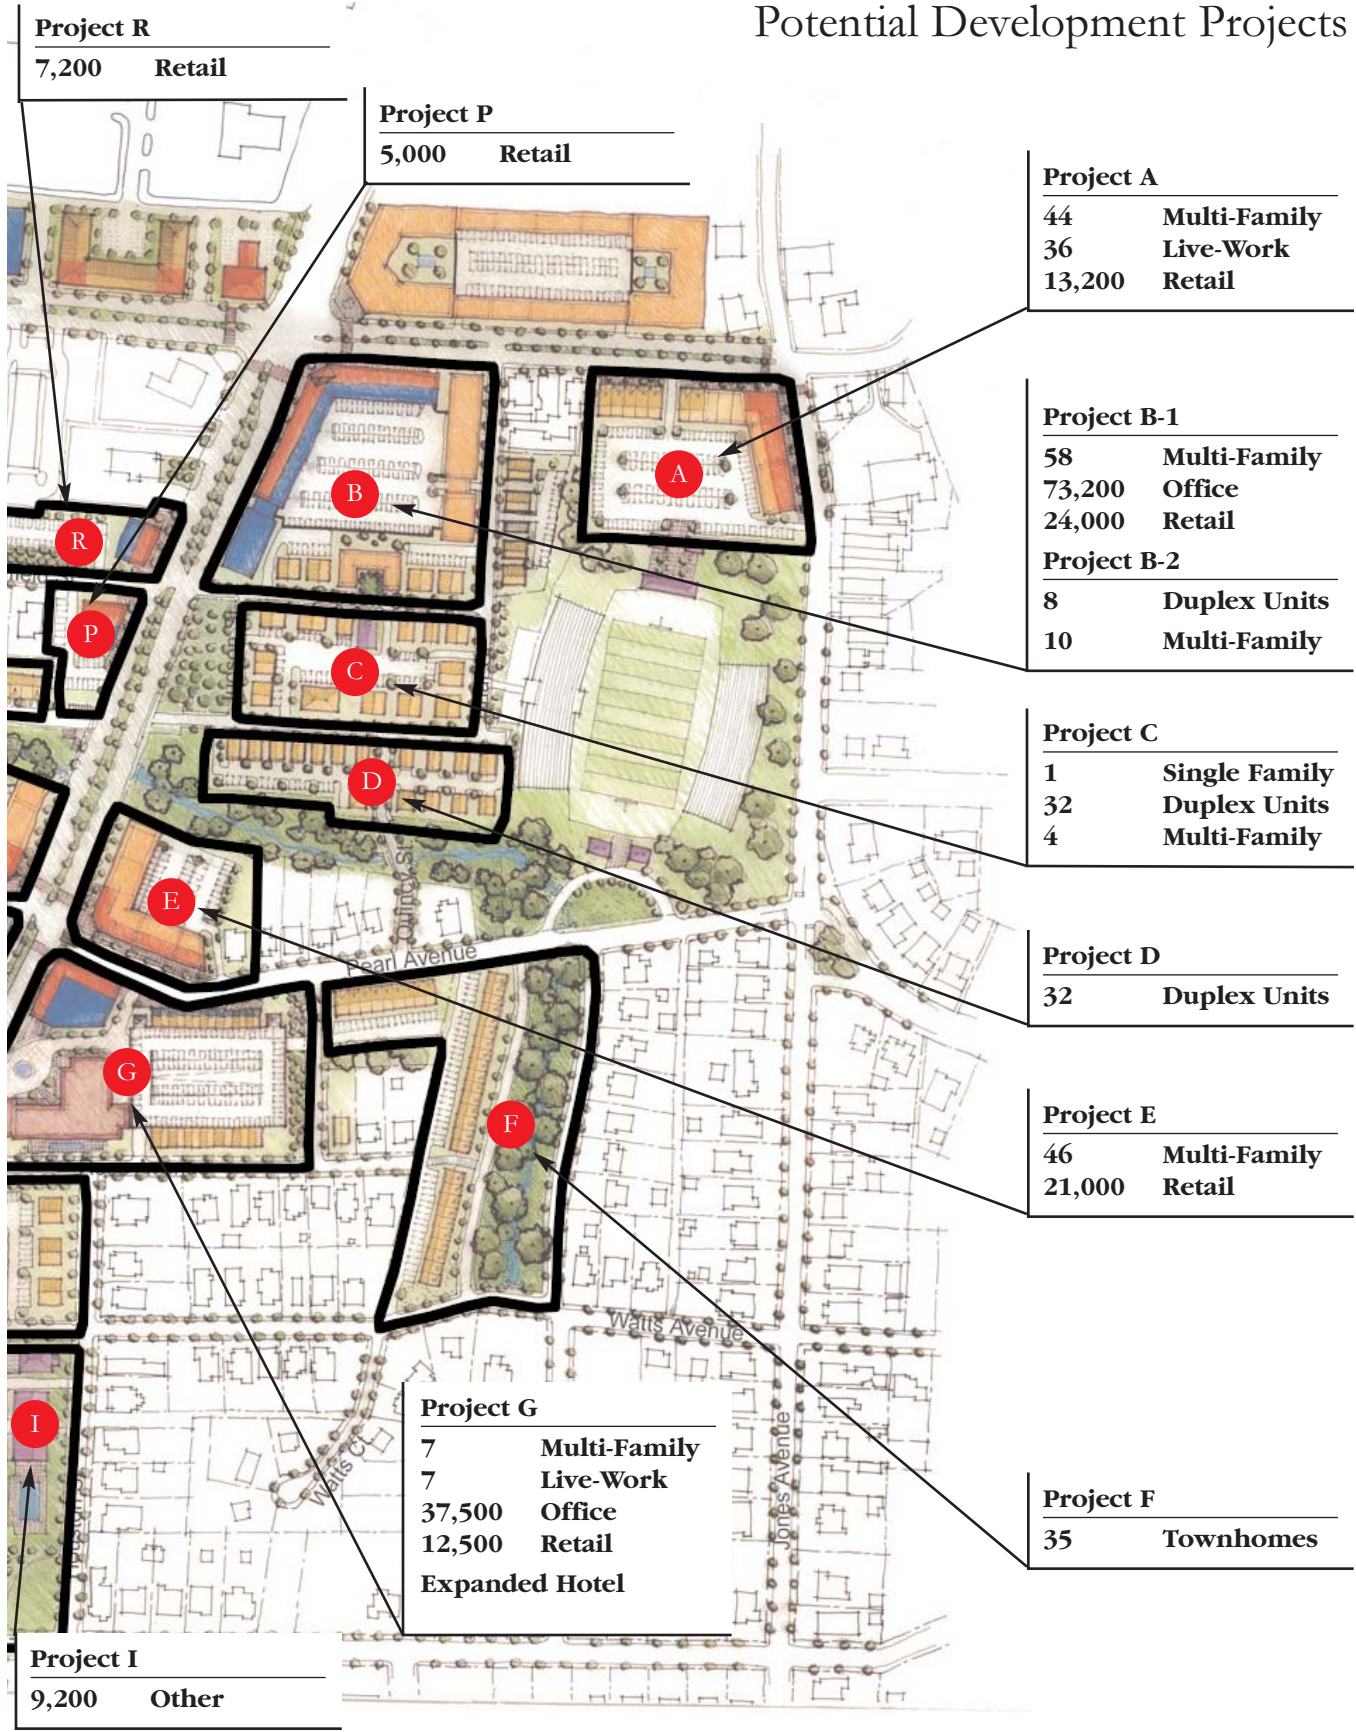 Potential Development Projects
Project R
7,200 Retail
Project P
5,000 Retail
Project A
44 Multi-Family
36 Live-Work
13,200 Retail
Project B-1
58 Multi-Family
73,200 Office
24,000 Retail
Project B-2
8 Duplex Units
10 Multi-Family
Project C
1 Single Family
32 Duplex Units
4 Multi-Family
Project D
32 Duplex Units
Project E
46 Multi-Family
21,000 Retail
Project F
35 Townhomes
Project G
7 Multi-Family
7 Live-Work
37,500 Office
12,500 Retail
Expanded Hotel
Project I
9,200 Other
A
B
R
P
C
D
E
Quincy St.
Pearl Avenue
G
F
Watts Avenue
I
Watts Ct.
Jones Avenue